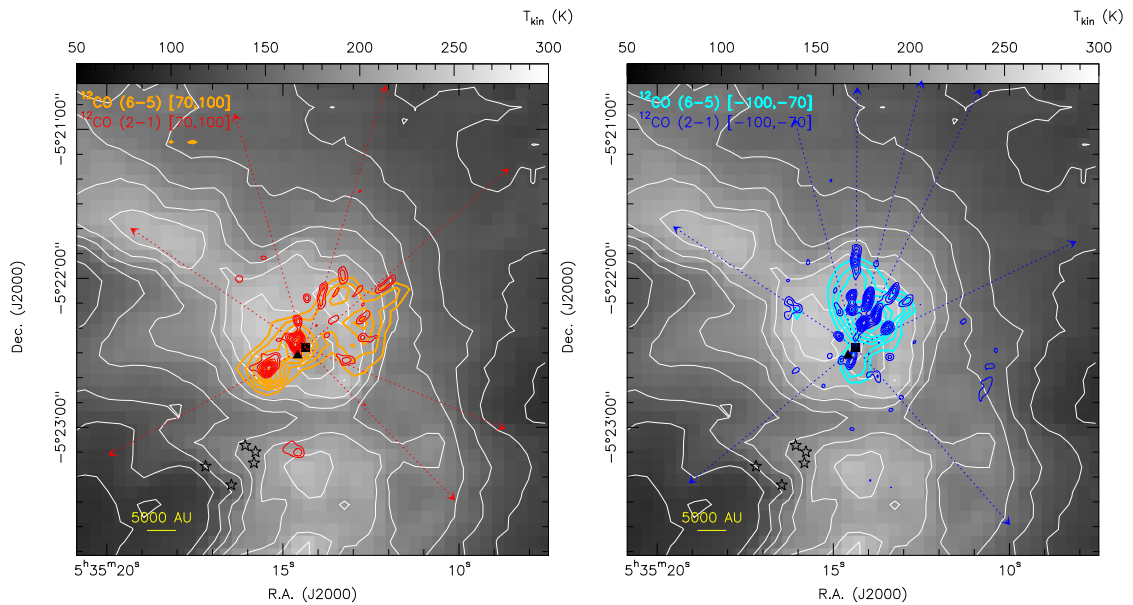 T_kin (K)
50 100 150 200 250 300
¹²CO (6−5) [70,100]
¹²CO (2−1) [70,100]
−5°21'00"
−5°22'00"
−5°23'00"
Dec. (J2000)
5000 AU
5ʰ35ᵐ20ˢ 15ˢ 10ˢ
R.A. (J2000)
T_kin (K)
50 100 150 200 250 300
¹²CO (6−5) [−100,−70]
¹²CO (2−1) [−100,−70]
−5°21'00"
−5°22'00"
−5°23'00"
Dec. (J2000)
5000 AU
5ʰ35ᵐ20ˢ 15ˢ 10ˢ
R.A. (J2000)